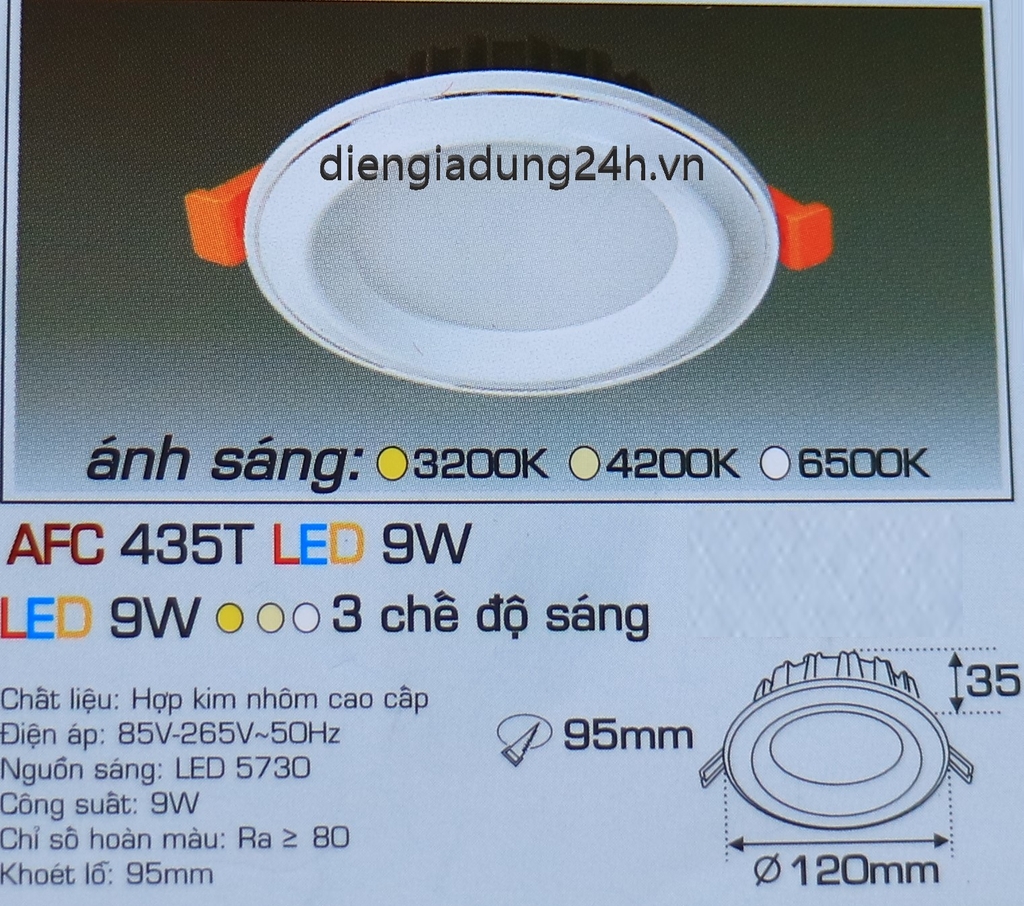 diengiadung24h.vn
ánh sáng: 3200K 4200K 6500K
AFC 435T LED 9W
LED 9W 3 chế độ sáng
Chất liệu: Hợp kim nhôm cao cấp
Điện áp: 85V-265V~50Hz
Nguồn sáng: LED 5730
Công suất: 9W
Chỉ số hoàn màu: Ra ≥ 80
Khoét lỗ: 95mm
95mm
35
Ø 120mm